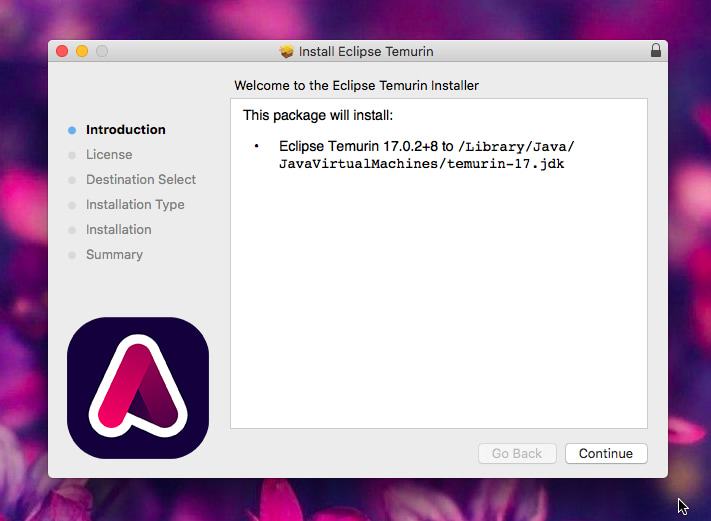 Install Eclipse Temurin
Welcome to the Eclipse Temurin Installer
Introduction
License
Destination Select
Installation Type
Installation
Summary
This package will install:
• Eclipse Temurin 17.0.2+8 to /Library/Java/
JavaVirtualMachines/temurin-17.jdk
Go Back
Continue